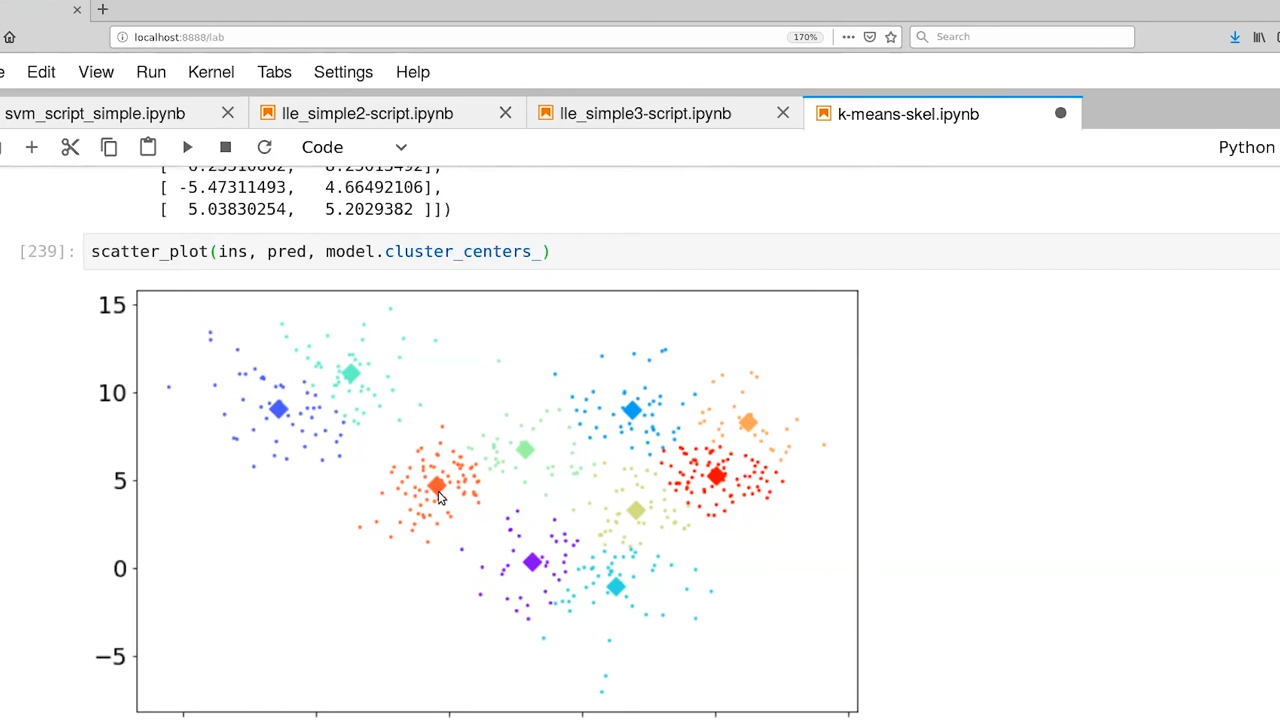 localhost:8888/lab
170%
Search
Edit View Run Kernel Tabs Settings Help
svm_script_simple.ipynb lle_simple2-script.ipynb lle_simple3-script.ipynb k-means-skel.ipynb
Code Python
[ -5.47311493, 4.66492106],
[ 5.03830254, 5.2029382 ]])
[239]: scatter_plot(ins, pred, model.cluster_centers_)
15
10
5
0
−5